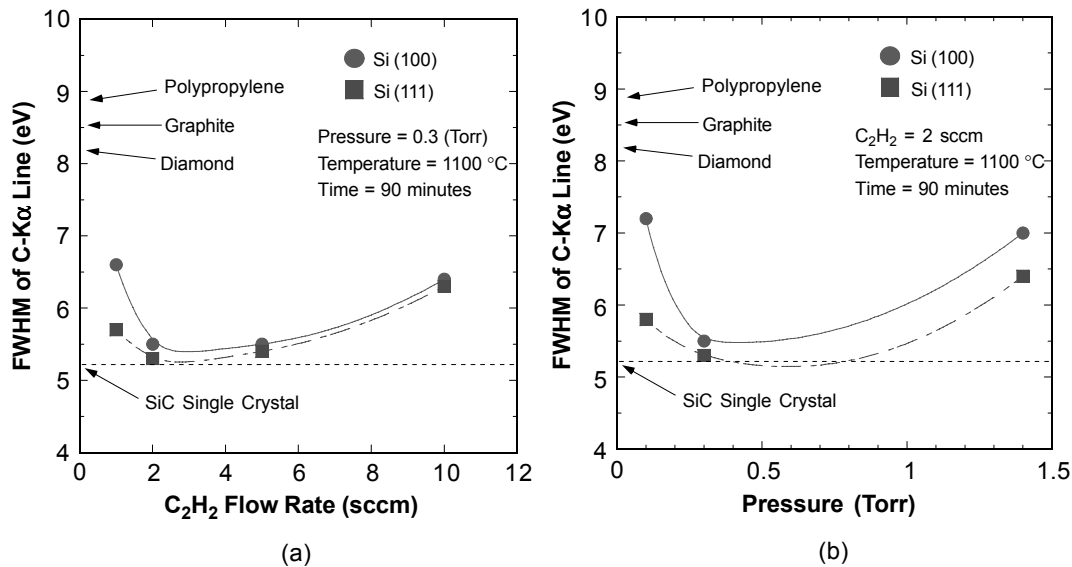 10
9
8
7
6
5
4
FWHM of C-Kα Line (eV)
Polypropylene
Graphite
Diamond
Si (100)
Si (111)
Pressure = 0.3 (Torr)
Temperature = 1100 °C
Time = 90 minutes
SiC Single Crystal
0 2 4 6 8 10 12
C₂H₂ Flow Rate (sccm)
(a)
10
9
8
7
6
5
4
FWHM of C-Kα Line (eV)
Polypropylene
Graphite
Diamond
Si (100)
Si (111)
C₂H₂ = 2 sccm
Temperature = 1100 °C
Time = 90 minutes
SiC Single Crystal
0 0.5 1 1.5
Pressure (Torr)
(b)